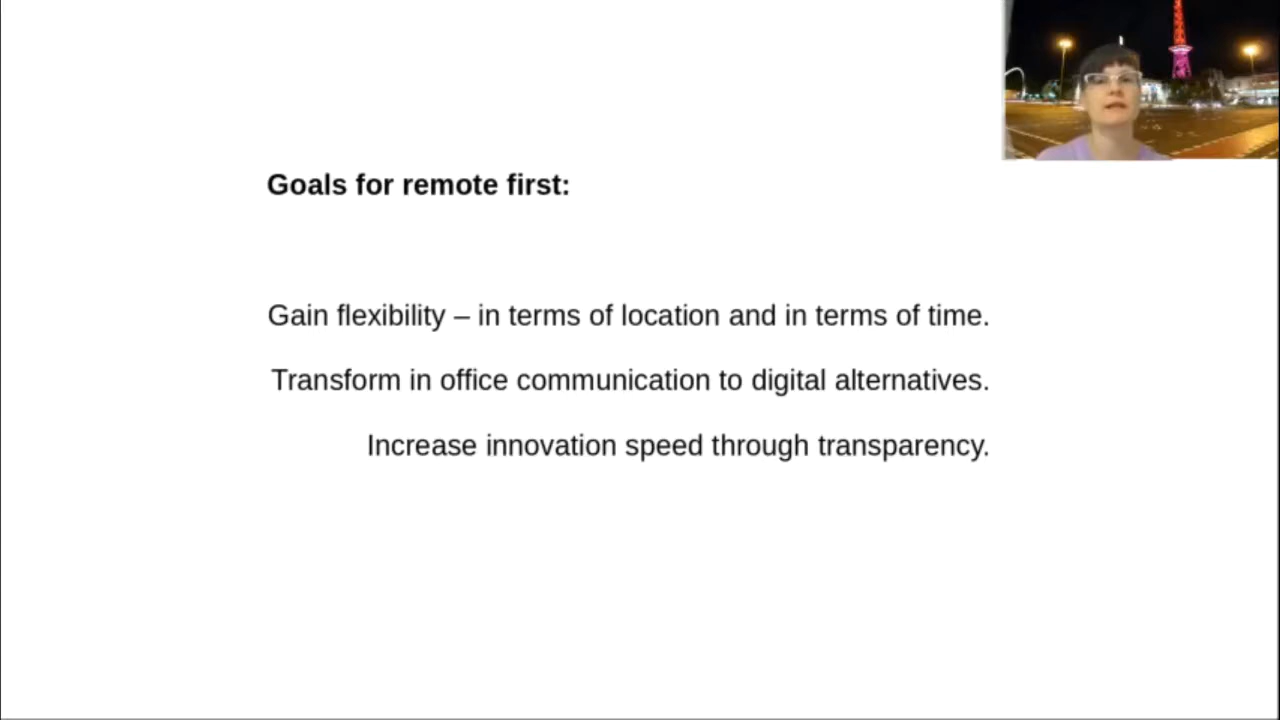 Goals for remote first:
Gain flexibility – in terms of location and in terms of time.
Transform in office communication to digital alternatives.
Increase innovation speed through transparency.